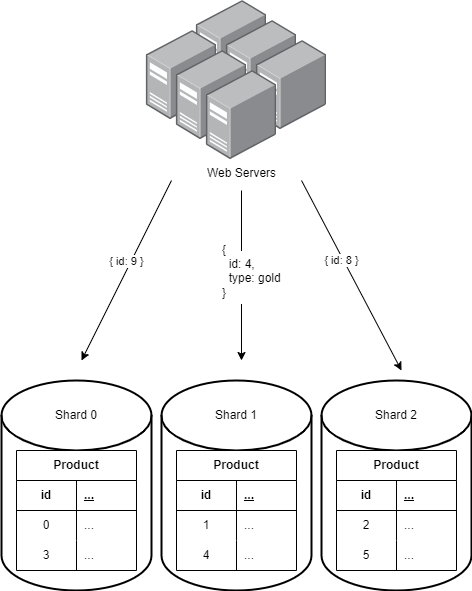 Web Servers
{ id: 9 }
{
id: 4,
type: gold
}
{ id: 8 }
Shard 0
Product
id ...
0 ...
3 ...
Shard 1
Product
id ...
1 ...
4 ...
Shard 2
Product
id ...
2 ...
5 ...